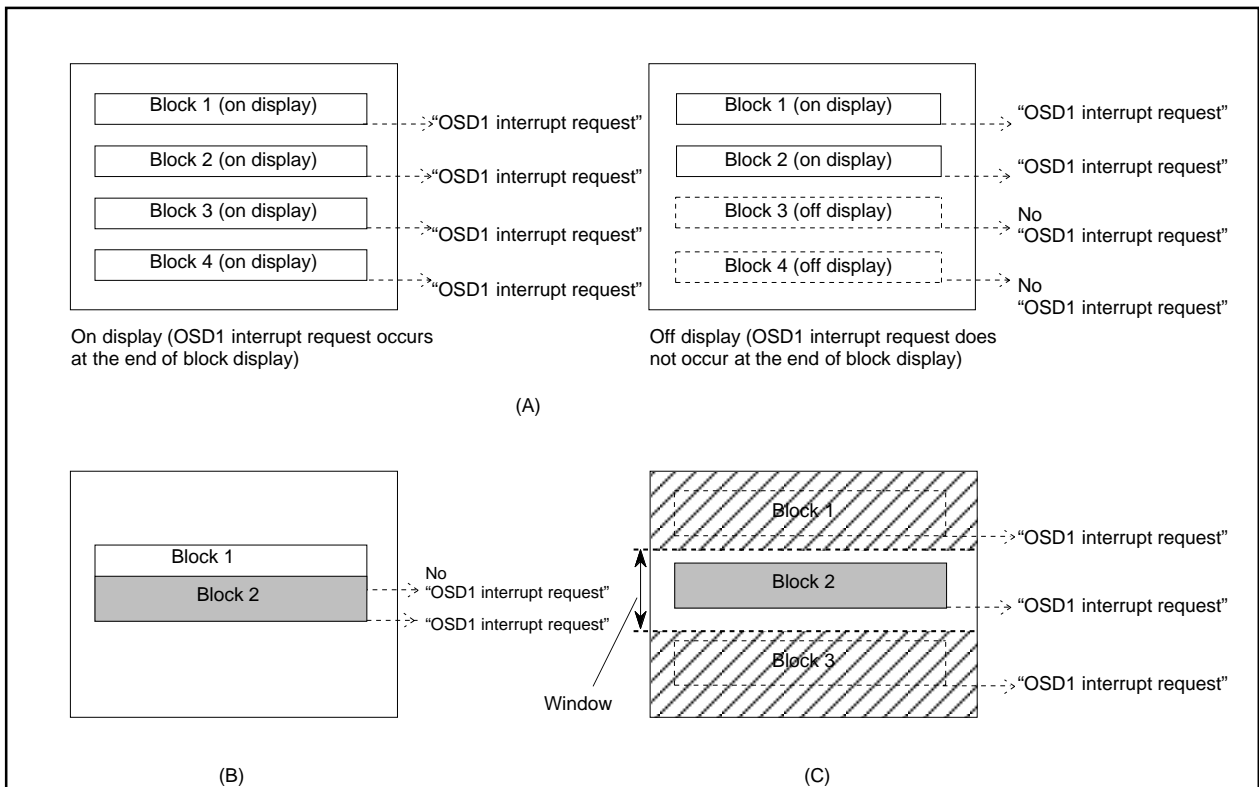 Block 1 (on display)
“OSD1 interrupt request”
Block 2 (on display)
“OSD1 interrupt request”
Block 3 (on display)
“OSD1 interrupt request”
Block 4 (on display)
“OSD1 interrupt request”
On display (OSD1 interrupt request occurs
at the end of block display)
Block 1 (on display)
“OSD1 interrupt request”
Block 2 (on display)
“OSD1 interrupt request”
Block 3 (off display)
No
“OSD1 interrupt request”
Block 4 (off display)
No
“OSD1 interrupt request”
Off display (OSD1 interrupt request does
not occur at the end of block display)
(A)
Block 1
Block 2
No
“OSD1 interrupt request”
“OSD1 interrupt request”
(B)
Block 1
“OSD1 interrupt request”
Block 2
“OSD1 interrupt request”
Block 3
“OSD1 interrupt request”
Window
(C)